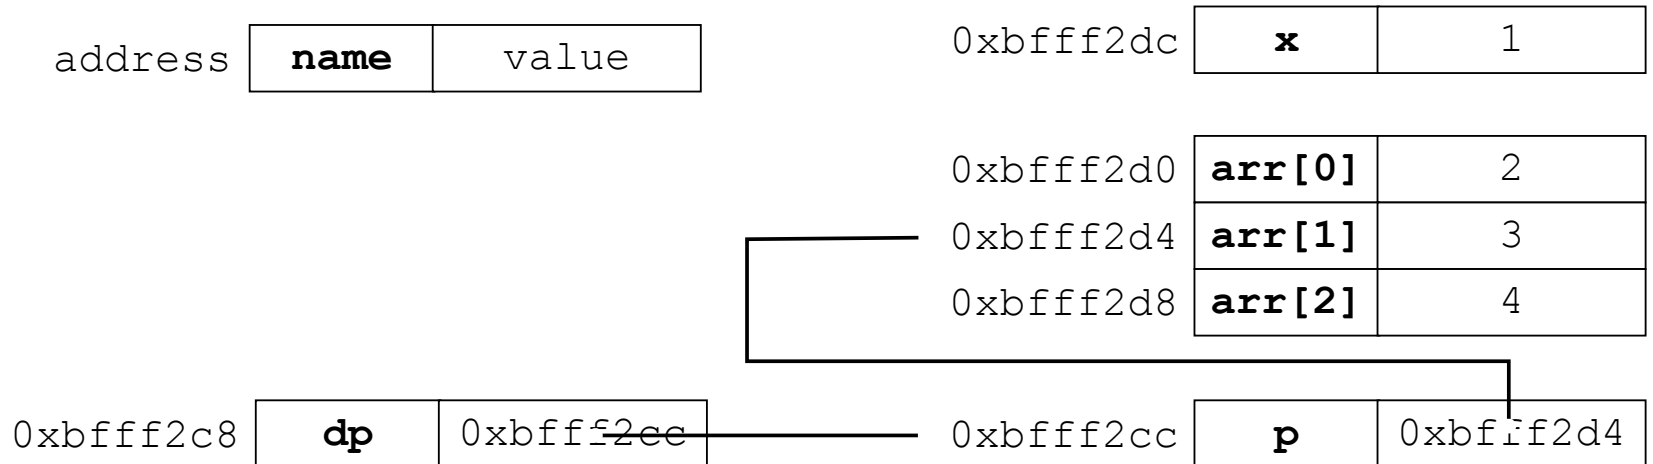 address name value
0xbfff2dc x 1
0xbfff2d0 arr[0] 2
0xbfff2d4 arr[1] 3
0xbfff2d8 arr[2] 4
0xbfff2c8 dp 0xbfff2cc
0xbfff2cc p 0xbfff2d4